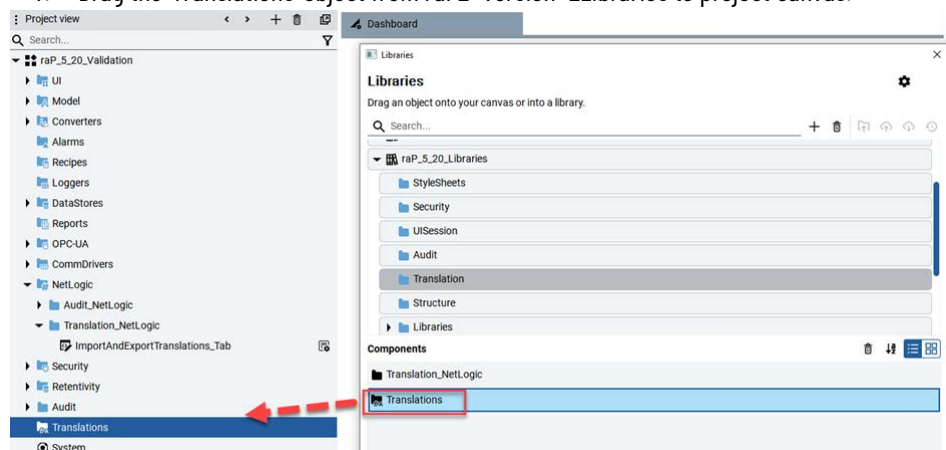 Project view
Search...
raP_5_20_Validation
UI
Model
Converters
Alarms
Recipes
Loggers
DataStores
Reports
OPC-UA
CommDrivers
NetLogic
Audit_NetLogic
Translation_NetLogic
ImportAndExportTranslations_Tab
Security
Retentivity
Audit
Translations
System
Dashboard
Libraries
Libraries
Drag an object onto your canvas or into a library.
Search...
raP_5_20_Libraries
StyleSheets
Security
UISession
Audit
Translation
Structure
Libraries
Components
Translation_NetLogic
Translations